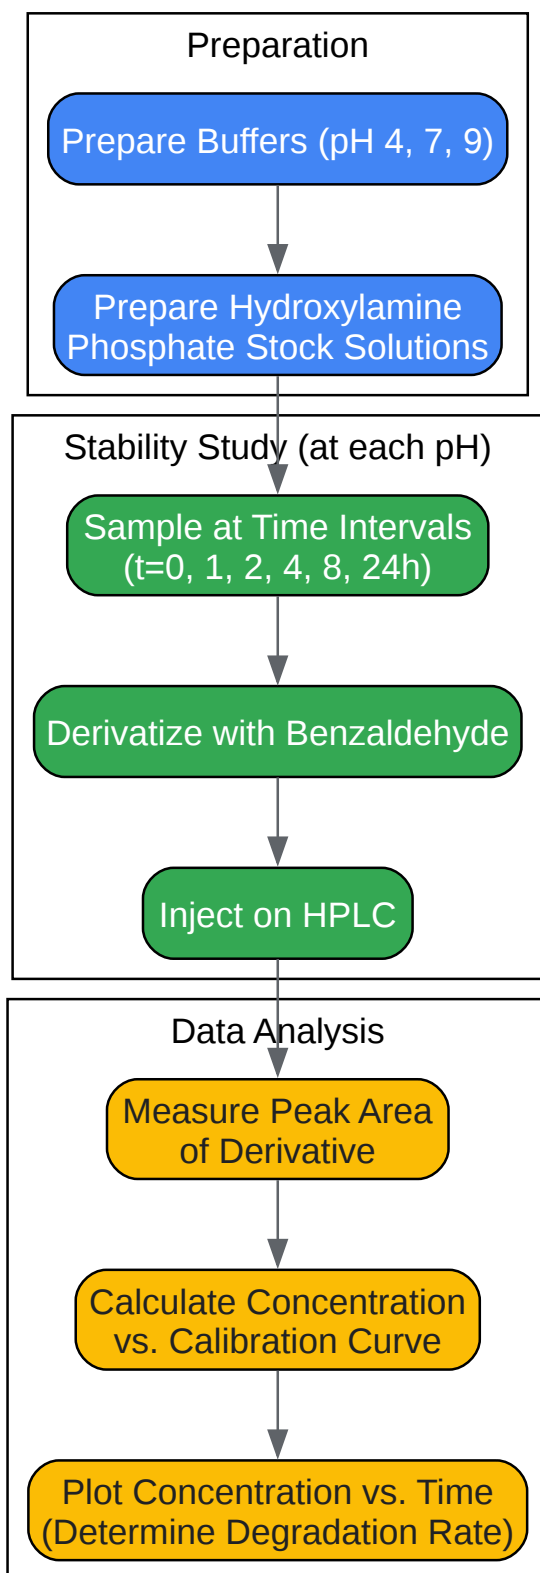 Preparation
Prepare Buffers (pH 4, 7, 9)
Prepare Hydroxylamine
Phosphate Stock Solutions
Stability Study (at each pH)
Sample at Time Intervals
(t=0, 1, 2, 4, 8, 24h)
Derivatize with Benzaldehyde
Inject on HPLC
Data Analysis
Measure Peak Area
of Derivative
Calculate Concentration
vs. Calibration Curve
Plot Concentration vs. Time
(Determine Degradation Rate)